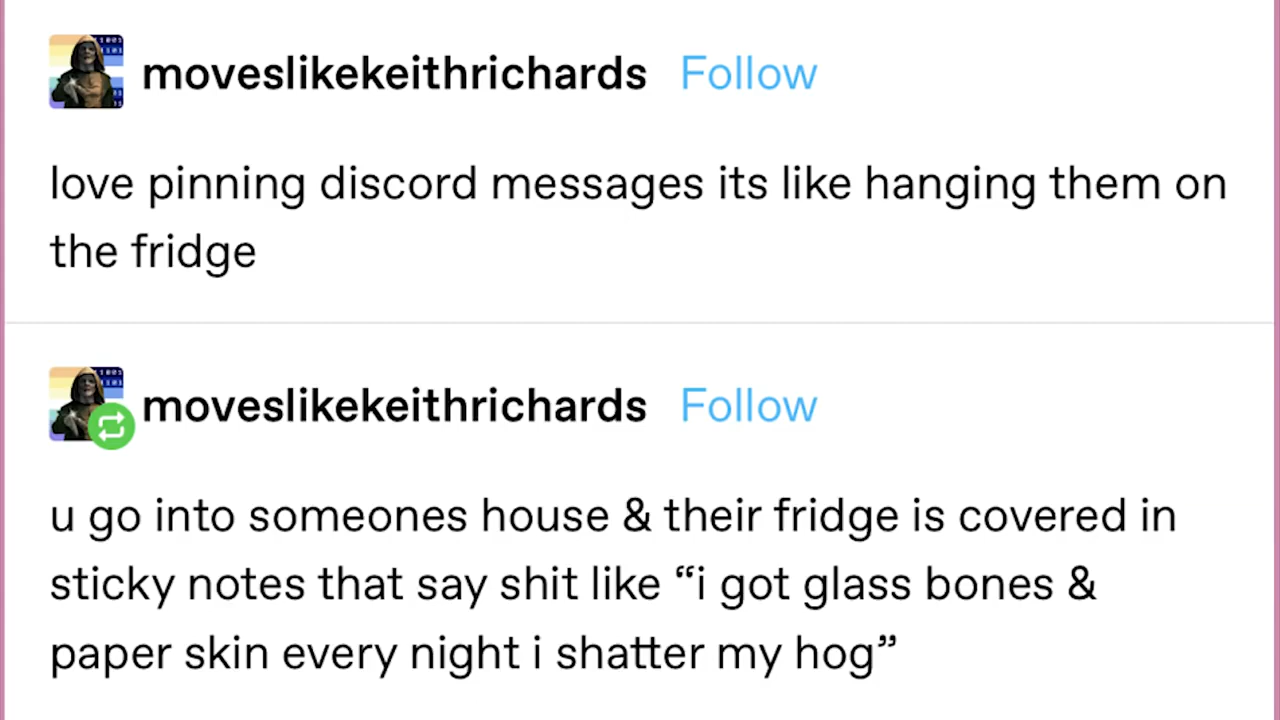 moveslikekeithrichards Follow
love pinning discord messages its like hanging them on
the fridge
moveslikekeithrichards Follow
u go into someones house & their fridge is covered in
sticky notes that say shit like “i got glass bones &
paper skin every night i shatter my hog”